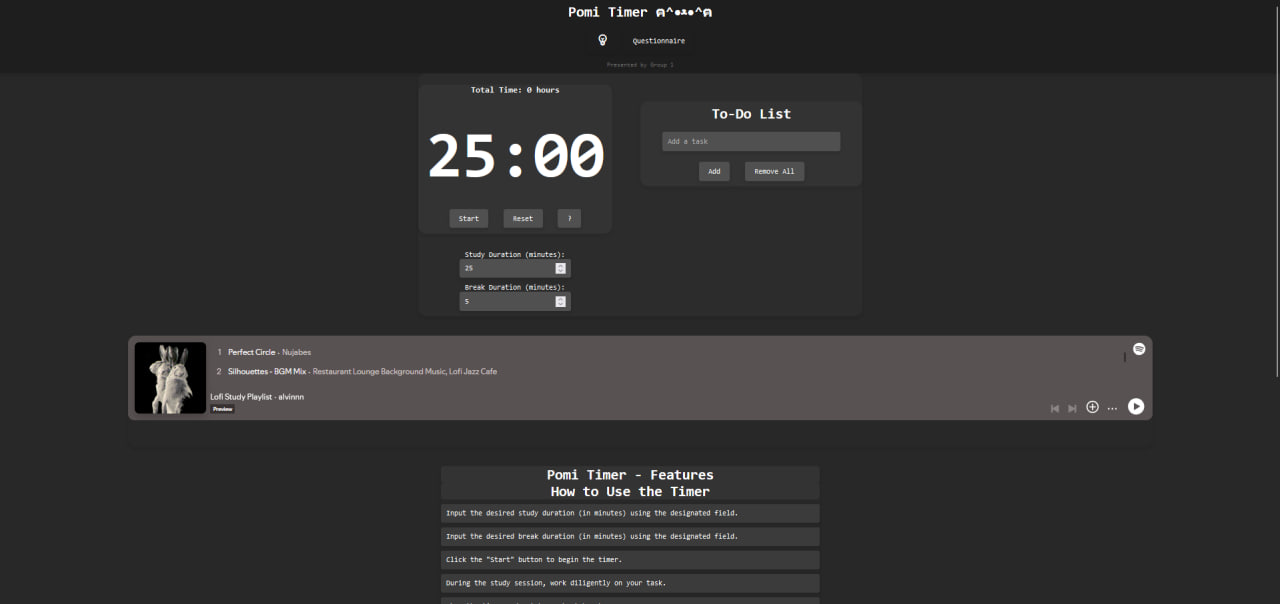 Pomi Timer ฅ^•ﻌ•^ฅ
Questionnaire
Presented by Group 1
Total Time: 0 hours
25:00
Start Reset ?
Study Duration (minutes):
25
Break Duration (minutes):
5
To-Do List
Add a task
Add Remove All
1 Perfect Circle · Nujabes
2 Silhouettes - BGM Mix · Restaurant Lounge Background Music, Lofi Jazz Cafe
Lofi Study Playlist · alvinnn
Preview
Pomi Timer - Features
How to Use the Timer
Input the desired study duration (in minutes) using the designated field.
Input the desired break duration (in minutes) using the designated field.
Click the "Start" button to begin the timer.
During the study session, work diligently on your task.